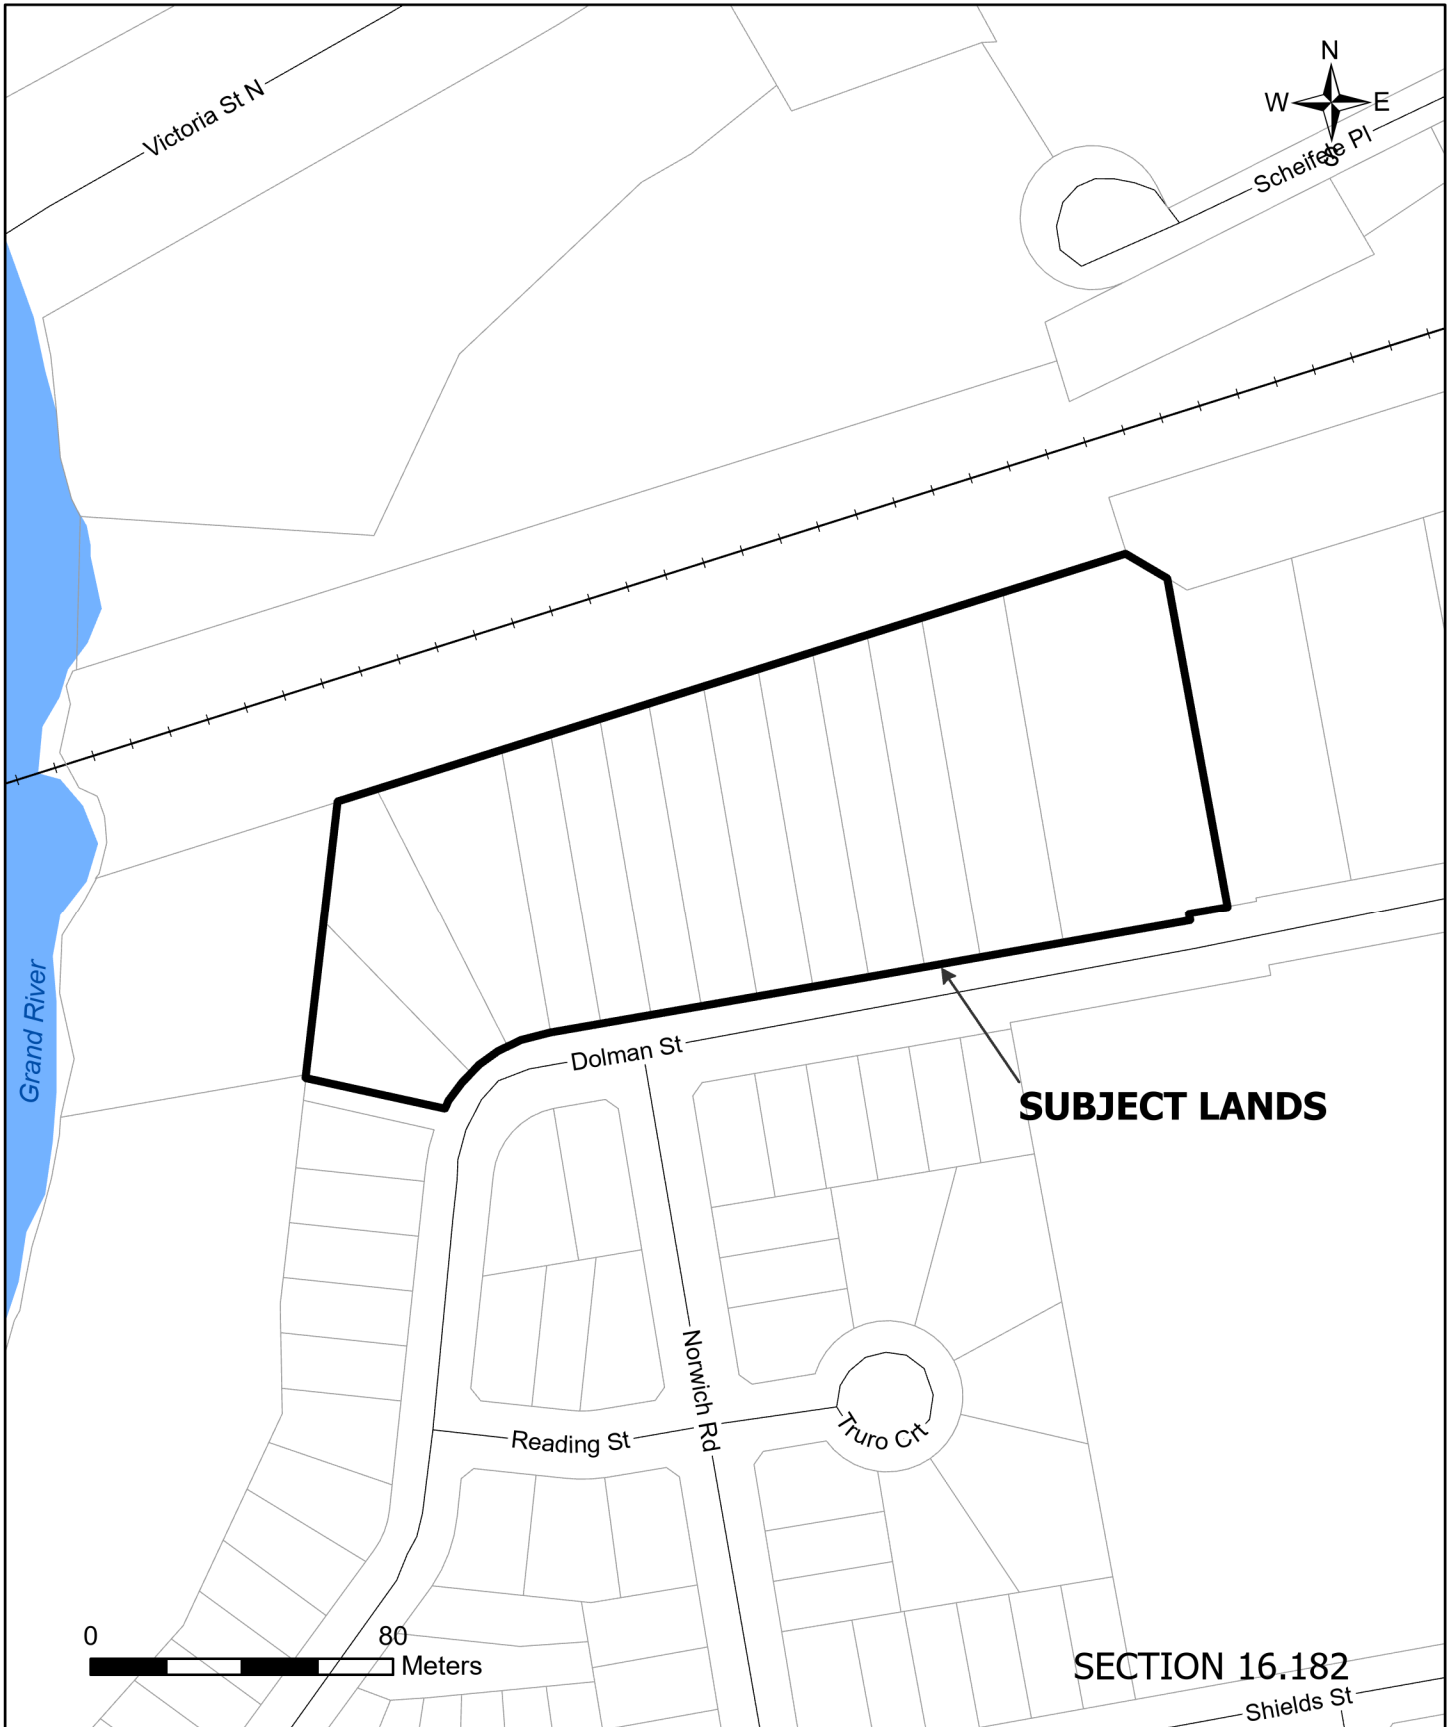 Victoria St N
N
W
E
S
Scheifele Pl
Grand River
Dolman St
SUBJECT LANDS
Norwich Rd
Reading St
Truro Crt
0
80
Meters
SECTION 16.182
Shields St